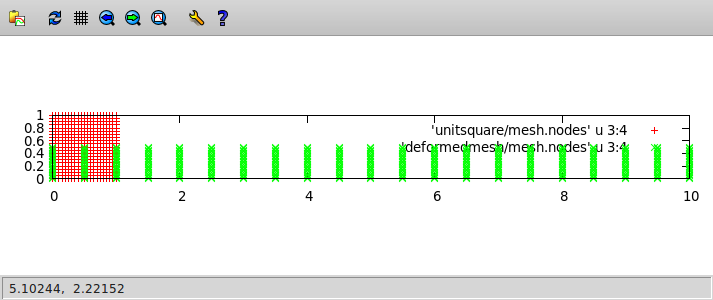 1
0.8
0.6
0.4
0.2
0
'unitsquare/mesh.nodes' u 3:4
'deformedmesh/mesh.nodes' u 3:4
0 2 4 6 8 10
5.10244, 2.22152